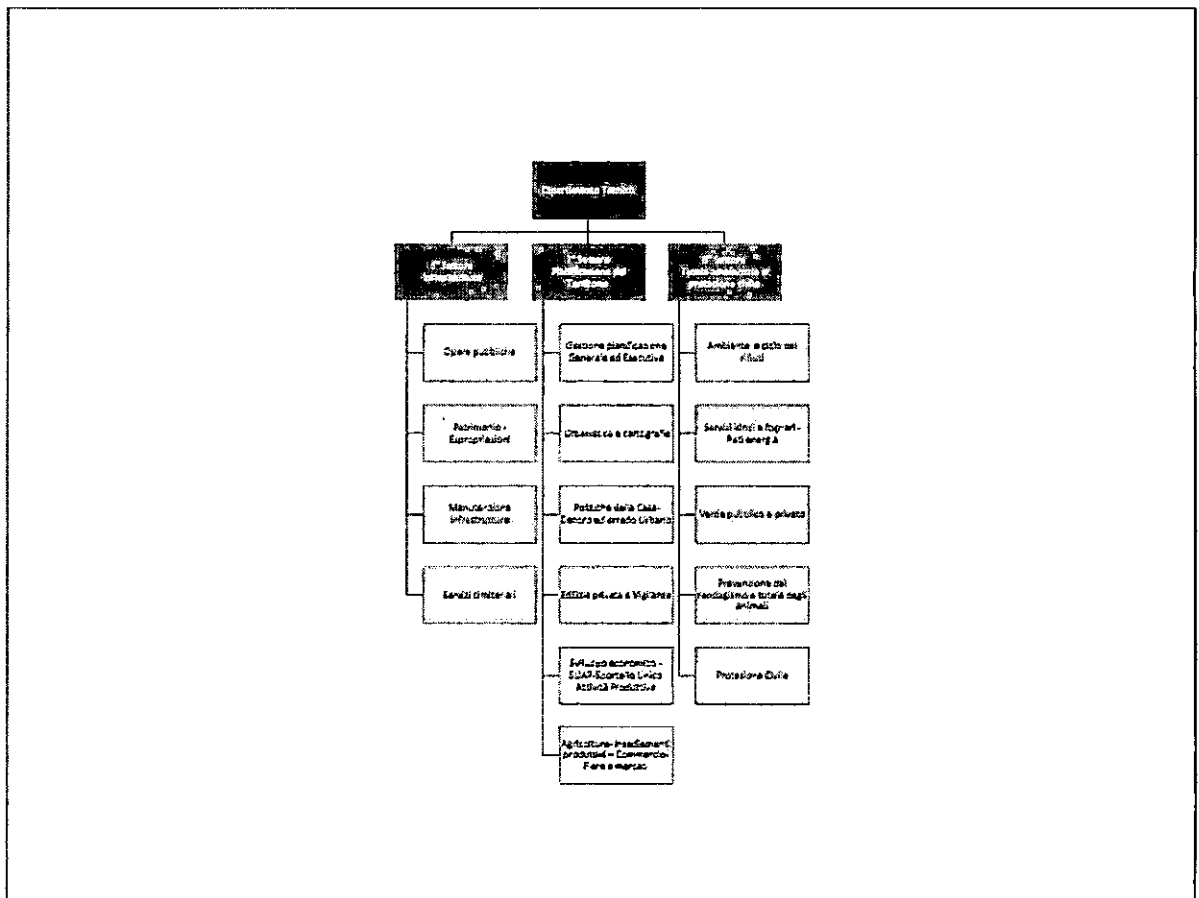 Dipartimento Tecnico
Opere pubbliche
Patrimonio -
Espropriazioni
Manutenzione
Infrastrutture
Servizi cimiteriali
Gestione pianificazione
Generale ed Esecutiva
Urbanistica e cartografia
Politiche della Casa-
Decoro ed arredo Urbano
Edilizia privata e Vigilanza
Sviluppo economico -
SUAP-Sportello Unico
Attività Produttive
Agricoltura- Insediamenti
produttivi - Commercio-
Fiere e mercati
Ambiente e ciclo dei
rifiuti
Servizi idrici e fognari -
Reti energia
Verde pubblico e privato
Prevenzione del
randagismo e tutela degli
animali
Protezione Civile